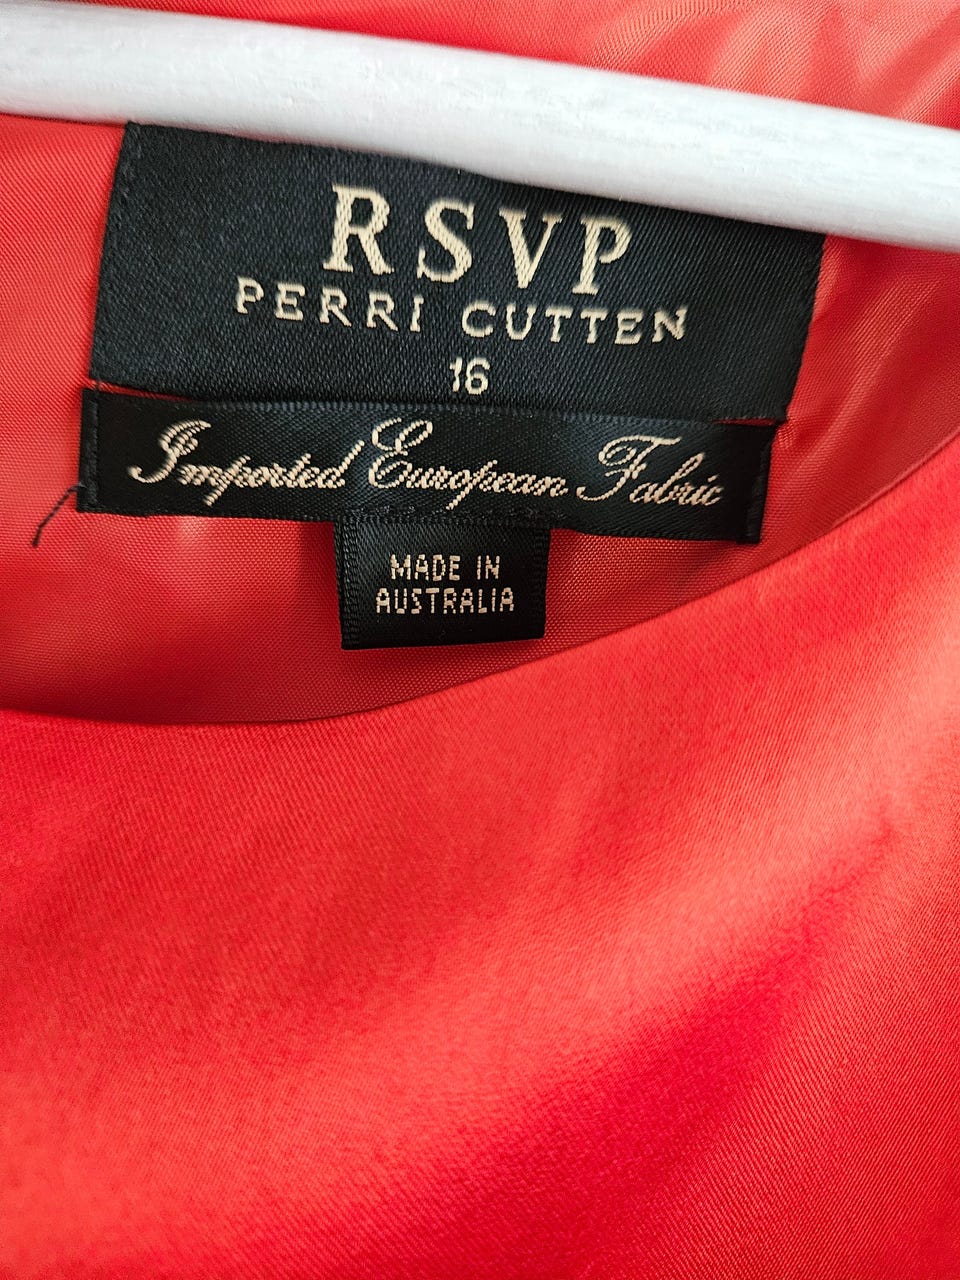 RSVP
PERRI CUTTEN
16
Imported European Fabric
MADE IN
AUSTRALIA